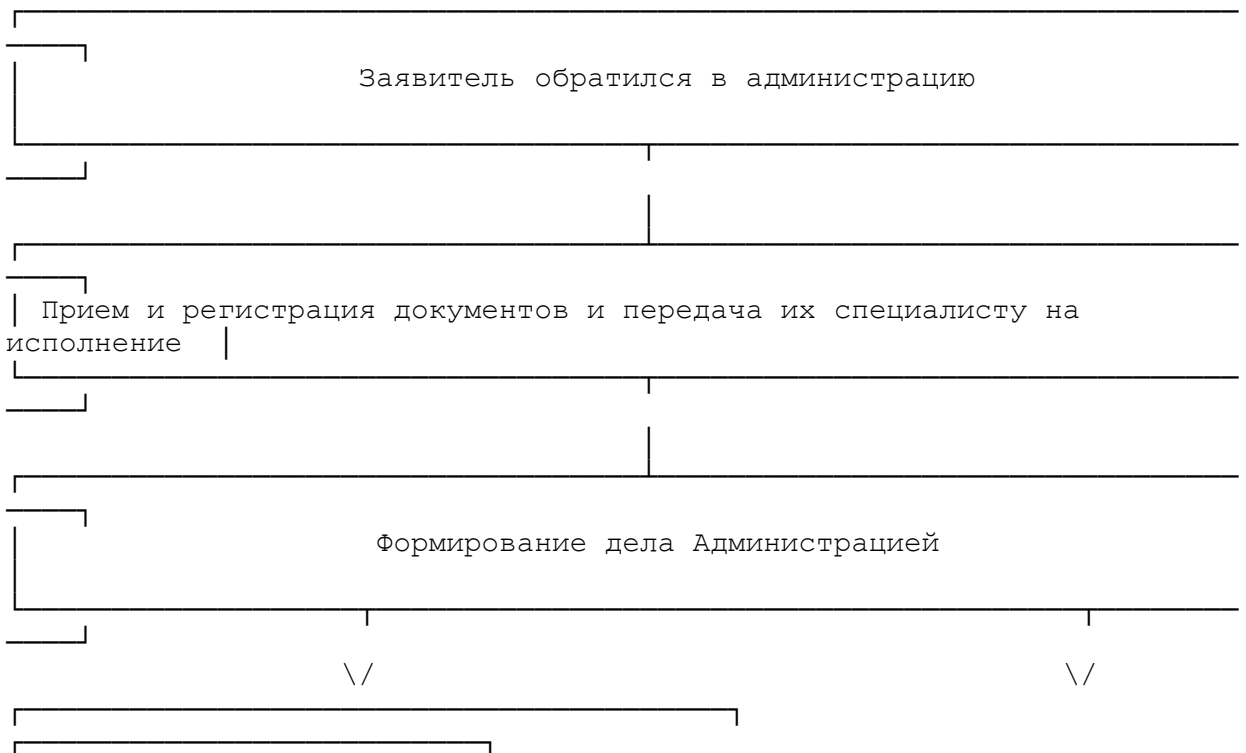 Заявитель обратился в администрацию
Прием и регистрация документов и передача их специалисту на
исполнение
Формирование дела Администрацией
\/ \/